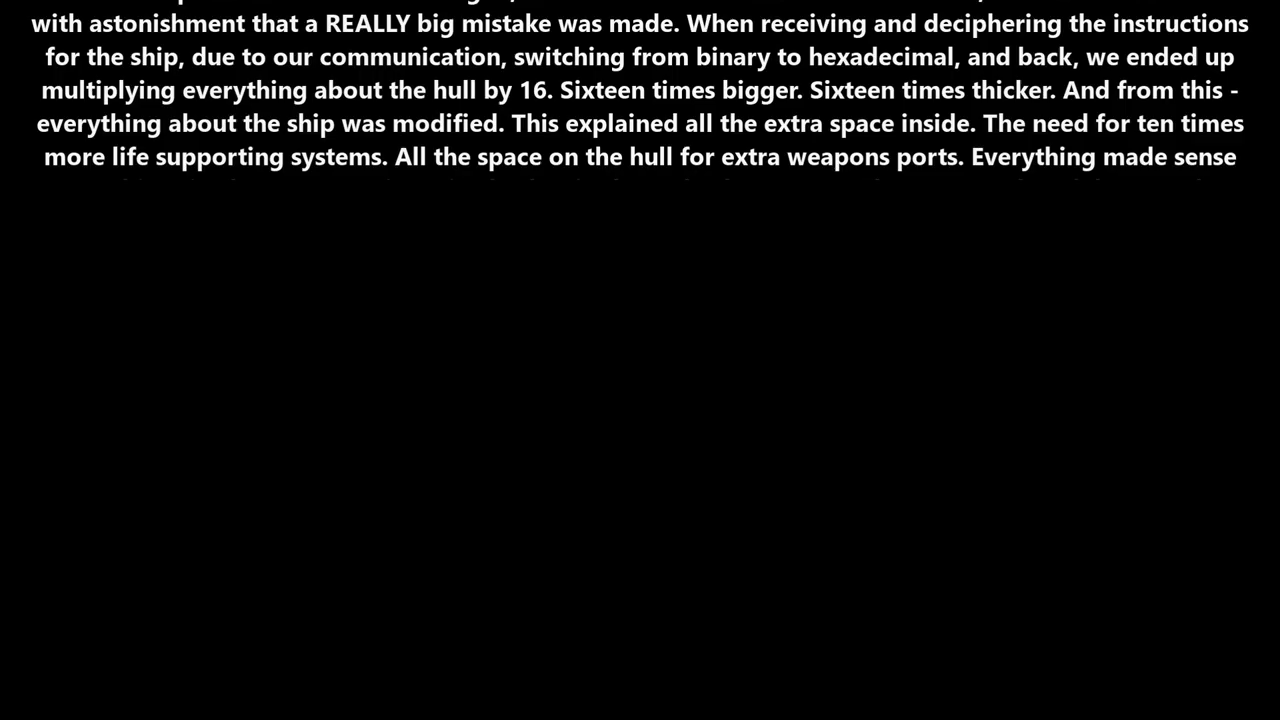 with astonishment that a REALLY big mistake was made. When receiving and deciphering the instructions
for the ship, due to our communication, switching from binary to hexadecimal, and back, we ended up
multiplying everything about the hull by 16. Sixteen times bigger. Sixteen times thicker. And from this -
everything about the ship was modified. This explained all the extra space inside. The need for ten times
more life supporting systems. All the space on the hull for extra weapons ports. Everything made sense